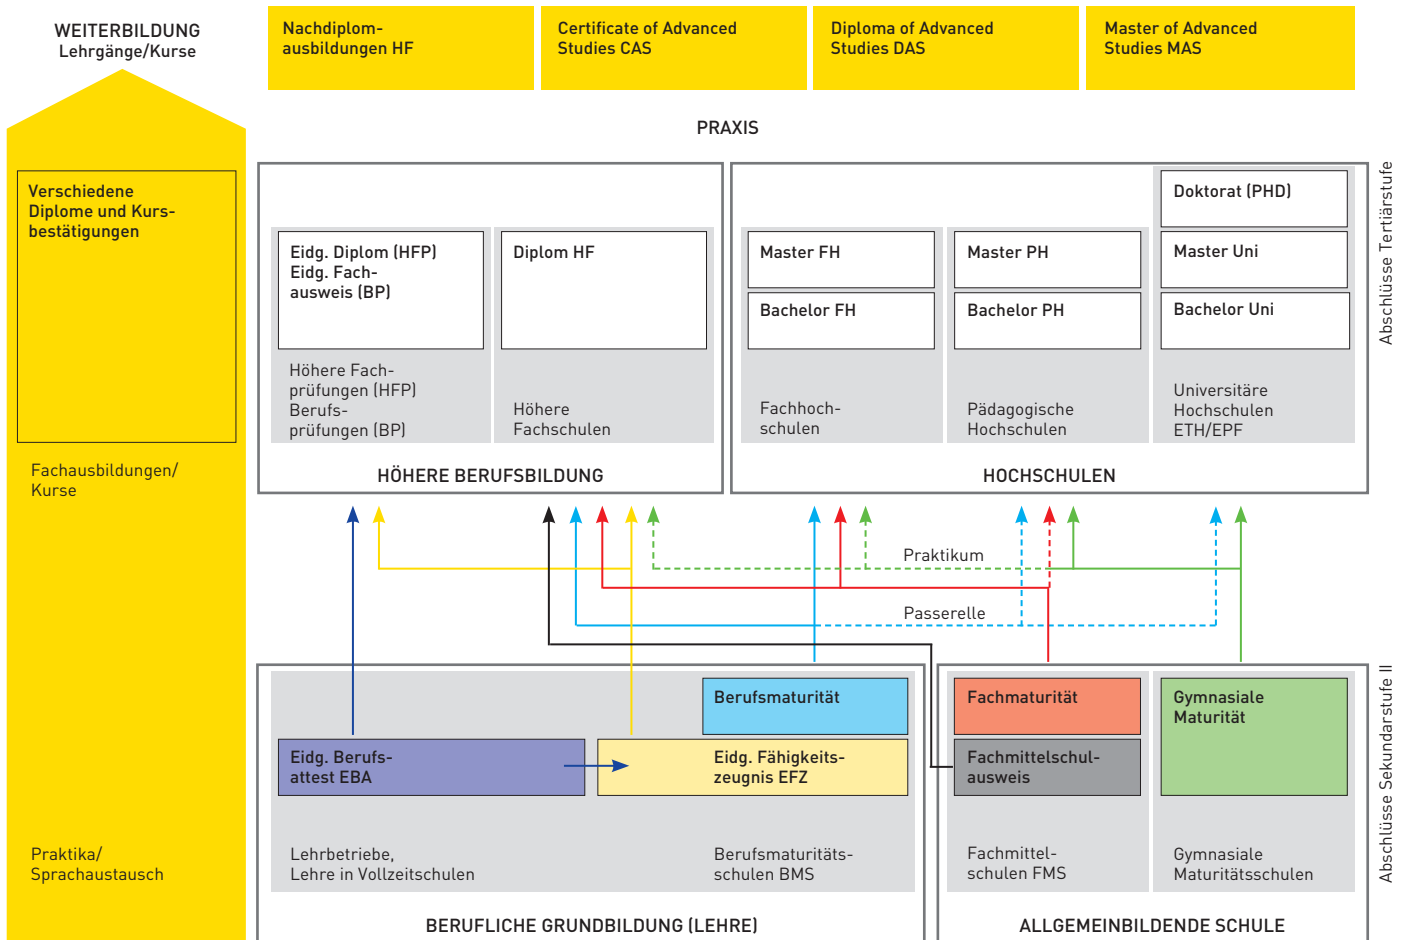 WEITERBILDUNG
Lehrgänge/Kurse
Nachdiplom-
ausbildungen HF
Certificate of Advanced
Studies CAS
Diploma of Advanced
Studies DAS
Master of Advanced
Studies MAS
PRAXIS
Verschiedene
Diplome und Kurs-
bestätigungen
Fachausbildungen/
Kurse
Praktika/
Sprachaustausch
Eidg. Diplom (HFP)
Eidg. Fach-
ausweis (BP)
Höhere Fach-
prüfungen (HFP)
Berufs-
prüfungen (BP)
Diplom HF
Höhere
Fachschulen
HÖHERE BERUFSBILDUNG
Master FH
Bachelor FH
Fachhoch-
schulen
Master PH
Bachelor PH
Pädagogische
Hochschulen
Doktorat (PHD)
Master Uni
Bachelor Uni
Universitäre
Hochschulen
ETH/EPF
HOCHSCHULEN
Abschlüsse Tertiärstufe
Praktikum
Passerelle
Berufsmaturität
Eidg. Berufs-
attest EBA
Eidg. Fähigkeits-
zeugnis EFZ
Lehrbetriebe,
Lehre in Vollzeitschulen
Berufsmaturitäts-
schulen BMS
BERUFLICHE GRUNDBILDUNG (LEHRE)
Fachmaturität
Fachmittelschul-
ausweis
Fachmittel-
schulen FMS
Gymnasiale
Maturität
Gymnasiale
Maturitätsschulen
ALLGEMEINBILDENDE SCHULE
Abschlüsse Sekundarstufe II